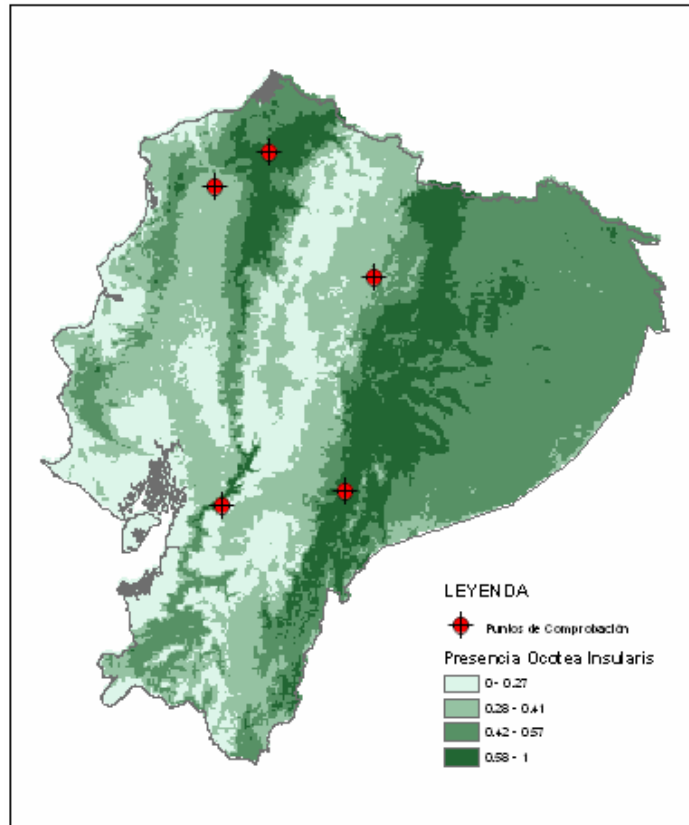 LEYENDA
Puntos de Comprobación
Presencia Ocotea Insularis
0 - 0.27
0.28 - 0.41
0.42 - 0.57
0.58 - 1